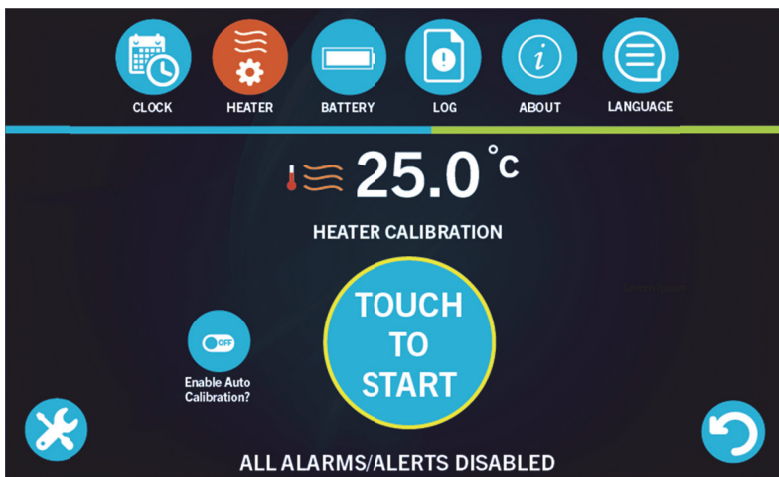 CLOCK
HEATER
BATTERY
LOG
ABOUT
LANGUAGE
25.0°C
HEATER CALIBRATION
TOUCH
TO
START
OFF
Enable Auto
Calibration?
ALL ALARMS/ALERTS DISABLED